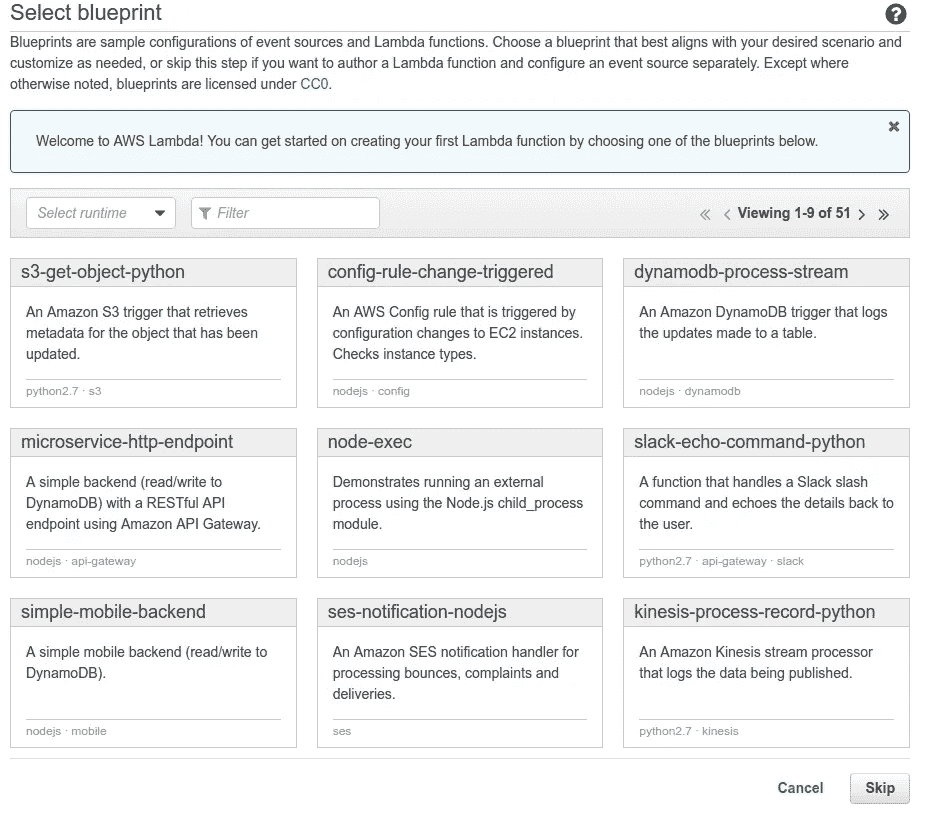 Select blueprint
?
Blueprints are sample configurations of event sources and Lambda functions. Choose a blueprint that best aligns with your desired scenario and
customize as needed, or skip this step if you want to author a Lambda function and configure an event source separately. Except where
otherwise noted, blueprints are licensed under CC0.
Welcome to AWS Lambda! You can get started on creating your first Lambda function by choosing one of the blueprints below.
Select runtime
Filter
« ‹ Viewing 1-9 of 51 › »
s3-get-object-python
An Amazon S3 trigger that retrieves
metadata for the object that has been
updated.
python2.7 · s3
config-rule-change-triggered
An AWS Config rule that is triggered by
configuration changes to EC2 instances.
Checks instance types.
nodejs · config
dynamodb-process-stream
An Amazon DynamoDB trigger that logs
the updates made to a table.
nodejs · dynamodb
microservice-http-endpoint
A simple backend (read/write to
DynamoDB) with a RESTful API
endpoint using Amazon API Gateway.
nodejs · api-gateway
node-exec
Demonstrates running an external
process using the Node.js child_process
module.
nodejs
slack-echo-command-python
A function that handles a Slack slash
command and echoes the details back to
the user.
python2.7 · api-gateway · slack
simple-mobile-backend
A simple mobile backend (read/write to
DynamoDB).
nodejs · mobile
ses-notification-nodejs
An Amazon SES notification handler for
processing bounces, complaints and
deliveries.
ses
kinesis-process-record-python
An Amazon Kinesis stream processor
that logs the data being published.
python2.7 · kinesis
Cancel
Skip